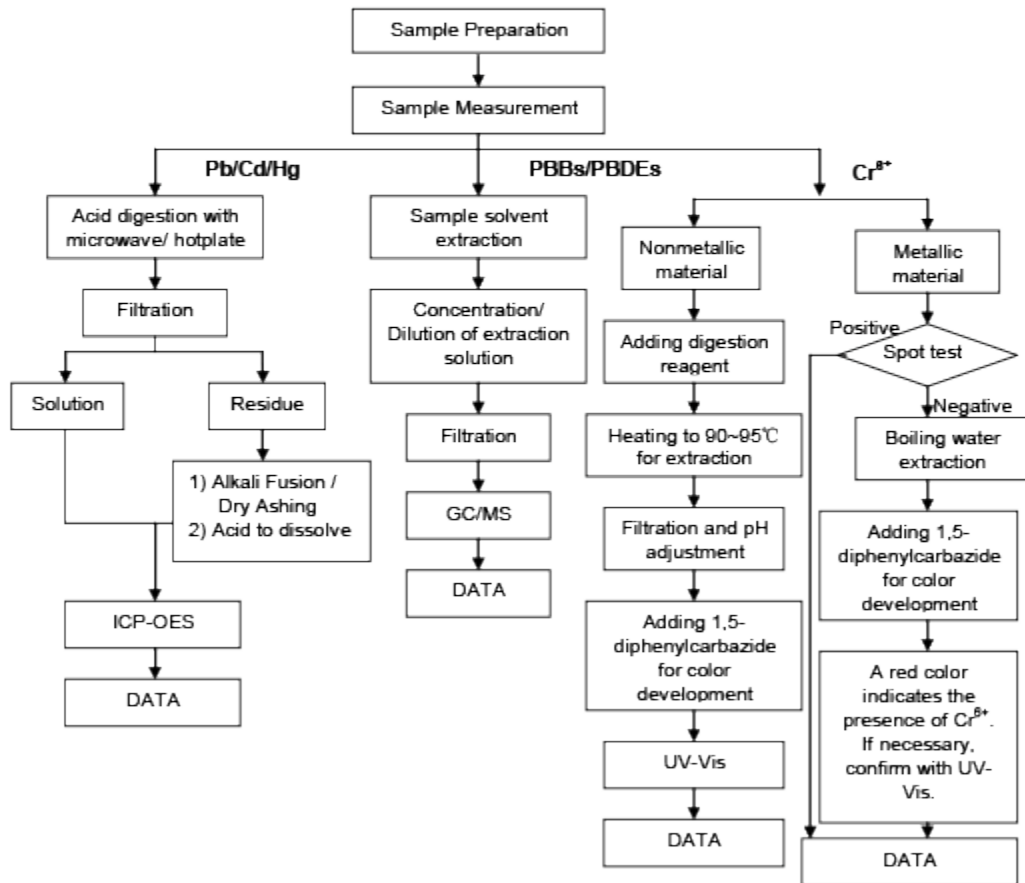 Sample Preparation
Sample Measurement
Pb/Cd/Hg
PBBs/PBDEs
Cr⁶⁺
Acid digestion with
microwave/ hotplate
Filtration
Solution
Residue
1) Alkali Fusion /
Dry Ashing
2) Acid to dissolve
ICP-OES
DATA
Sample solvent
extraction
Concentration/
Dilution of extraction
solution
Filtration
GC/MS
DATA
Nonmetallic
material
Adding digestion
reagent
Heating to 90~95℃
for extraction
Filtration and pH
adjustment
Adding 1,5-
diphenylcarbazide
for color
development
UV-Vis
DATA
Metallic
material
Positive
Spot test
Negative
Boiling water
extraction
Adding 1,5-
diphenylcarbazide
for color
development
A red color
indicates the
presence of Cr⁶⁺.
If necessary,
confirm with UV-
Vis.
DATA